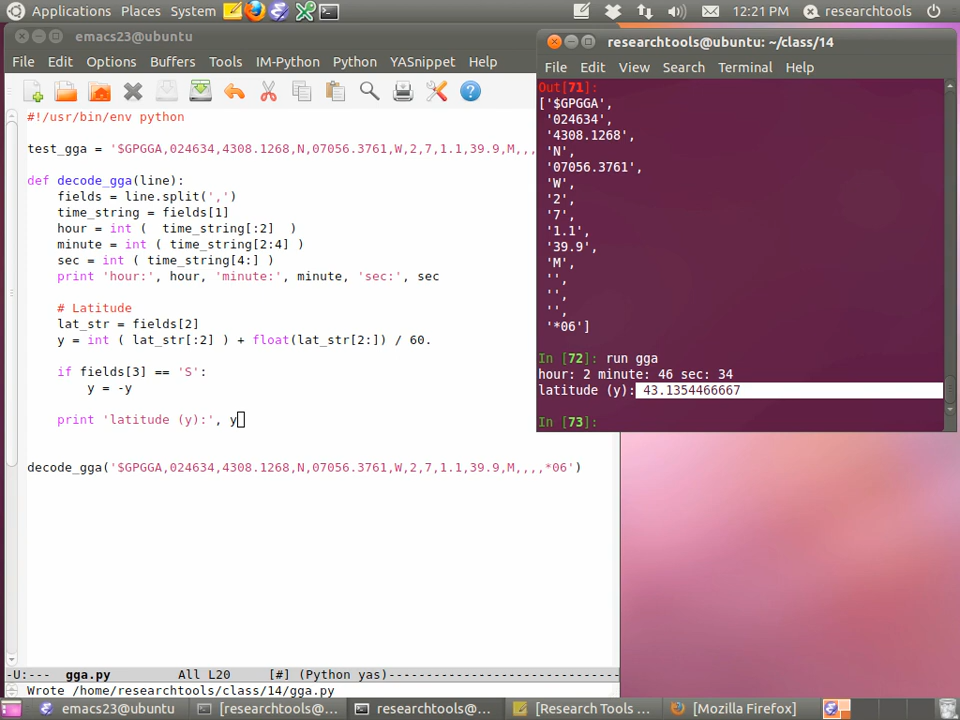 Applications Places System 12:21 PM researchtools
emacs23@ubuntu
File Edit Options Buffers Tools IM-Python Python YASnippet Help
#!/usr/bin/env python
test_gga = '$GPGGA,024634,4308.1268,N,07056.3761,W,2,7,1.1,39.9,M,,,
def decode_gga(line):
fields = line.split(',')
time_string = fields[1]
hour = int (  time_string[:2]  )
minute = int ( time_string[2:4] )
sec = int ( time_string[4:] )
print 'hour:', hour, 'minute:', minute, 'sec:', sec
# Latitude
lat_str = fields[2]
y = int ( lat_str[:2] ) + float(lat_str[2:]) / 60.
if fields[3] == 'S':
y = -y
print 'latitude (y):', y
decode_gga('$GPGGA,024634,4308.1268,N,07056.3761,W,2,7,1.1,39.9,M,,,,*06')
-U:--- gga.py All L20 [#] (Python yas)------------------------------
Wrote /home/researchtools/class/14/gga.py
researchtools@ubuntu: ~/class/14
File Edit View Search Terminal Help
Out[71]:
['$GPGGA',
'024634',
'4308.1268',
'N',
'07056.3761',
'W',
'2',
'7',
'1.1',
'39.9',
'M',
'',
'',
'',
'*06']
In [72]: run gga
hour: 2 minute: 46 sec: 34
latitude (y): 43.1354466667
In [73]:
emacs23@ubuntu [researchtools@... researchtools@... [Research Tools ... [Mozilla Firefox]